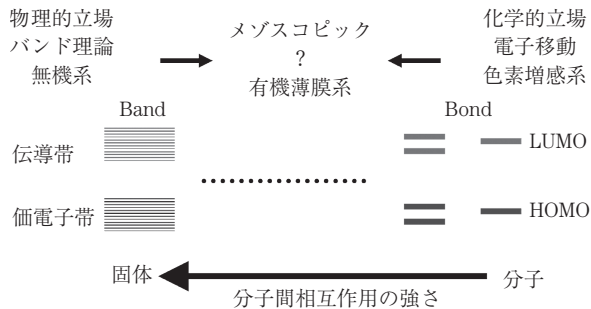 物理的立場
バンド理論
無機系
メゾスコピック
?
有機薄膜系
化学的立場
電子移動
色素増感系
Band
Bond
伝導帯
LUMO
価電子帯
HOMO
固体
分子
分子間相互作用の強さ